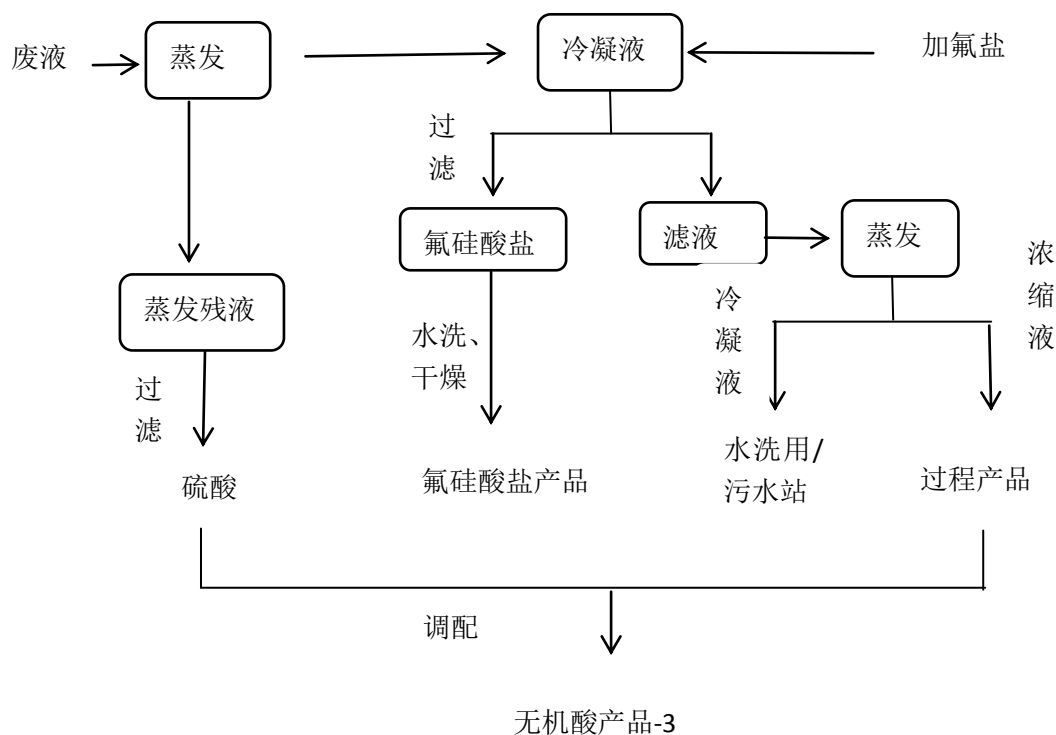 废液
蒸发
冷凝液
加氟盐
过
滤
氟硅酸盐
滤液
蒸发
浓
缩
液
蒸发残液
水洗、
干燥
冷
凝
液
过
滤
硫酸
氟硅酸盐产品
水洗用/
污水站
过程产品
调配
无机酸产品-3